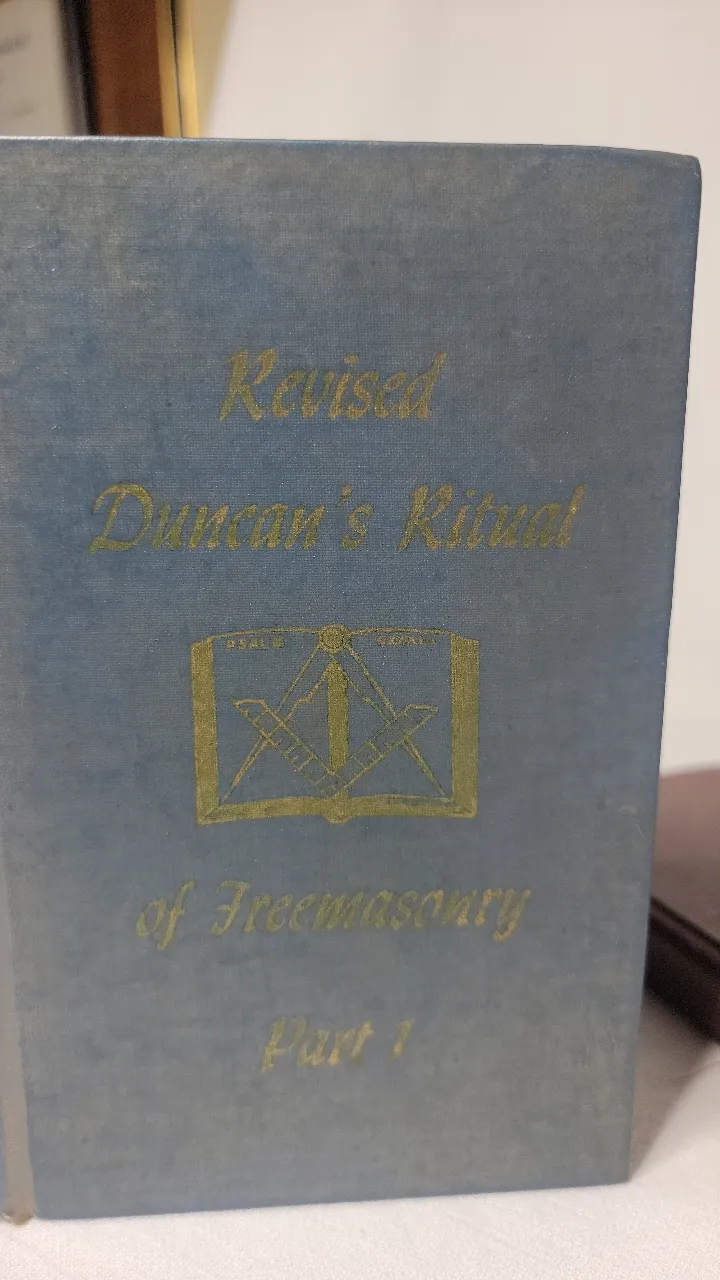 Revised
Duncan's Ritual
PSALM
of Freemasonry
Part 1